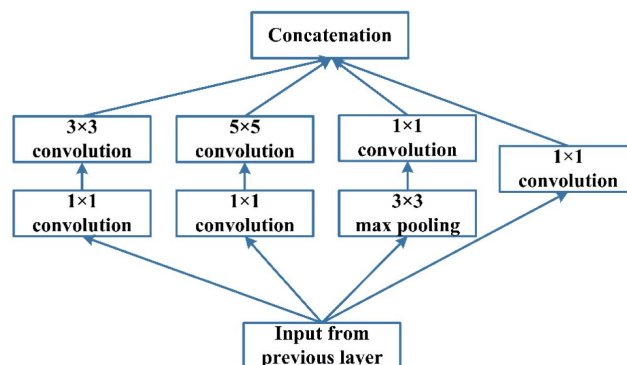 Concatenation
3×3
convolution
5×5
convolution
1×1
convolution
1×1
convolution
1×1
convolution
1×1
convolution
3×3
max pooling
Input from
previous layer